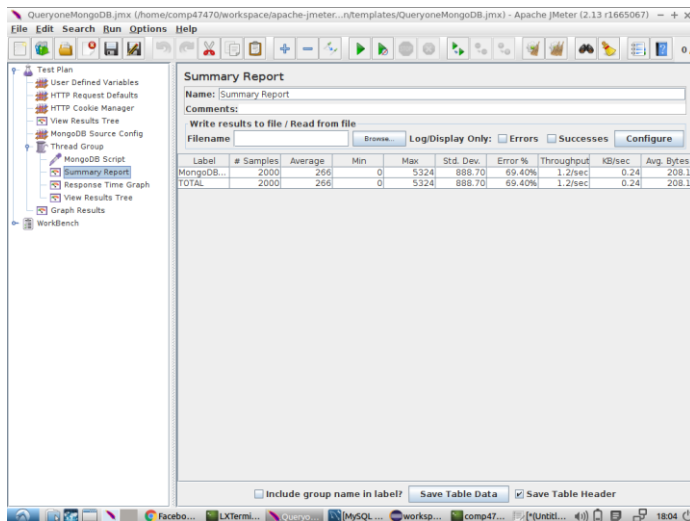 QueryoneMongoDB.jmx (/home/comp47470/workspace/apache-jmeter...n/templates/QueryoneMongoDB.jmx) - Apache JMeter (2.13 r1665067)
File Edit Search Run Options Help
Test Plan
User Defined Variables
HTTP Request Defaults
HTTP Cookie Manager
View Results Tree
MongoDB Source Config
Thread Group
MongoDB Script
Summary Report
Response Time Graph
View Results Tree
Graph Results
WorkBench
Summary Report
Name: Summary Report
Comments:
Write results to file / Read from file
Filename Browse... Log/Display Only: Errors Successes Configure
Label # Samples Average Min Max Std. Dev. Error % Throughput KB/sec Avg. Bytes
MongoDB... 2000 266 0 5324 888.70 69.40% 1.2/sec 0.24 208.1
TOTAL 2000 266 0 5324 888.70 69.40% 1.2/sec 0.24 208.1
Include group name in label? Save Table Data Save Table Header
Facebo... LXTermi... Queryo... [MySQL ... worksp... comp47... [*(Untitl... 18:04